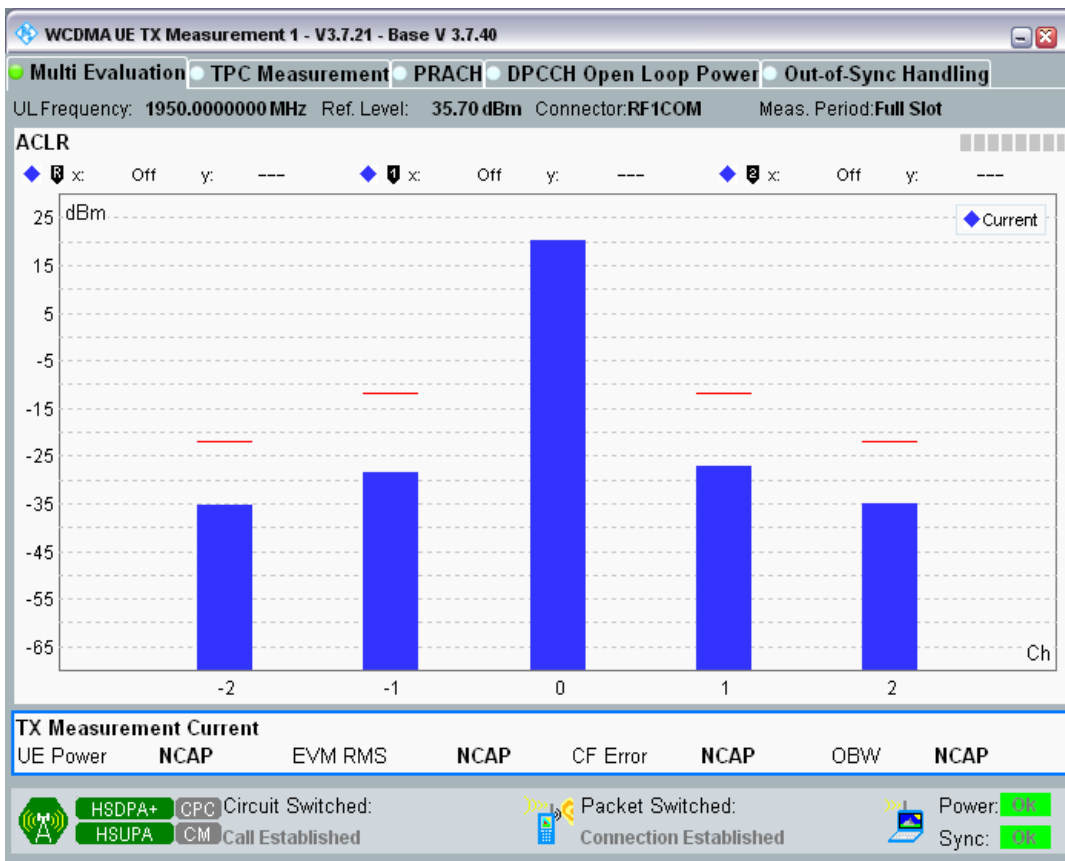 WCDMA UE TX Measurement 1 - V3.7.21 - Base V 3.7.40
Multi Evaluation TPC Measurement PRACH DPCCH Open Loop Power Out-of-Sync Handling
UL Frequency: 1950.0000000 MHz Ref. Level: 35.70 dBm Connector:RF1COM Meas. Period:Full Slot
ACLR
R x: Off y: --- 1 x: Off y: --- 2 x: Off y: ---
dBm
Current
25
15
5
-5
-15
-25
-35
-45
-55
-65
Ch
-2 -1 0 1 2
TX Measurement Current
UE Power NCAP EVM RMS NCAP CF Error NCAP OBW NCAP
HSDPA+ CPC Circuit Switched: Packet Switched: Power: Ok
HSUPA CM Call Established Connection Established Sync: Ok